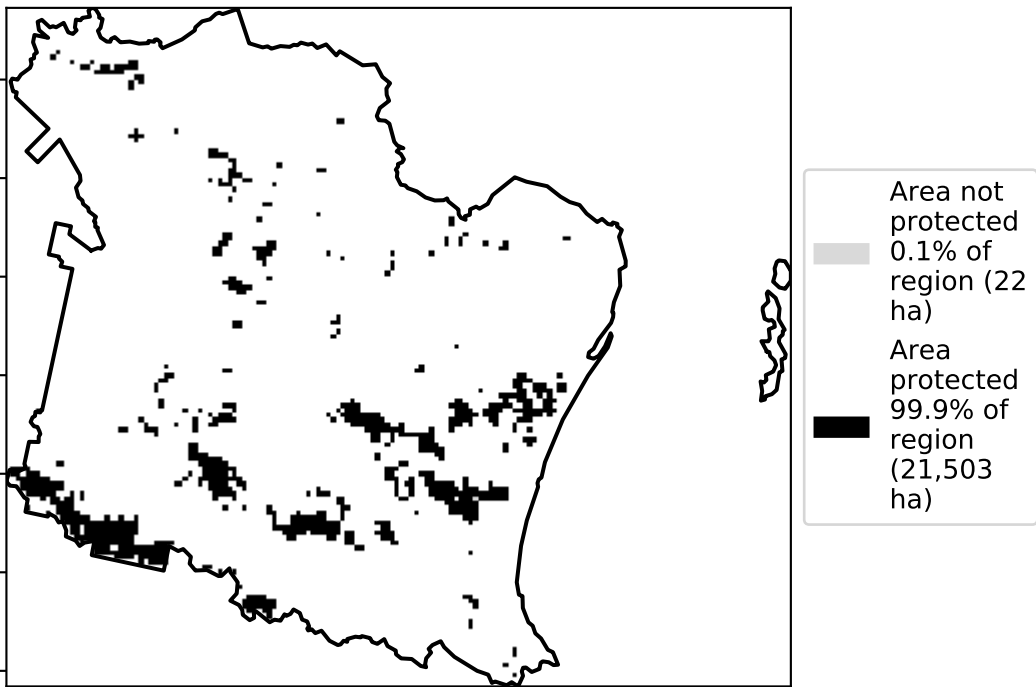 Area not
protected
0.1% of
region (22
ha)
Area
protected
99.9% of
region
(21,503
ha)